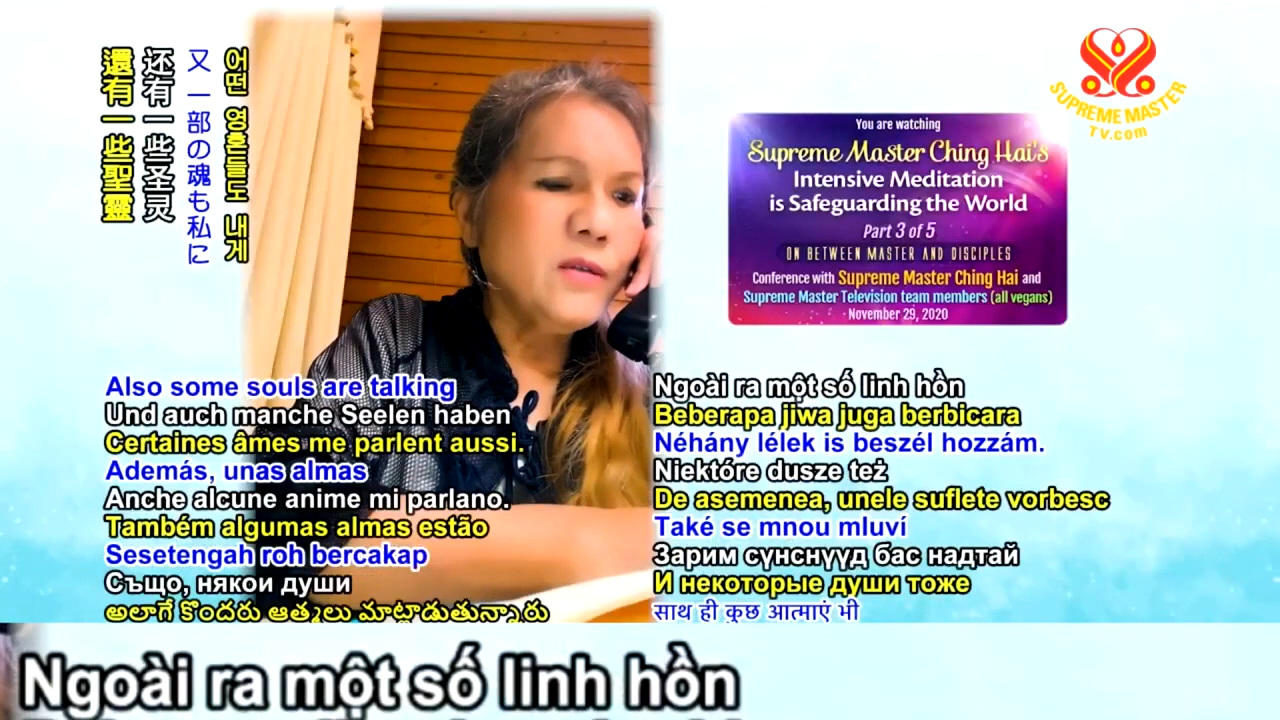 還有一些聖靈
还有一些圣灵
又一部の魂も私に
어떤 영혼들도 내게
SUPREME MASTER
TV.com
You are watching
Supreme Master Ching Hai's
Intensive Meditation
is Safeguarding the World
Part 3 of 5
ON BETWEEN MASTER AND DISCIPLES
Conference with Supreme Master Ching Hai and
Supreme Master Television team members (all vegans)
November 29, 2020
Also some souls are talking
Und auch manche Seelen haben
Certaines âmes me parlent aussi.
Además, unas almas
Anche alcune anime mi parlano.
Também algumas almas estão
Sesetengah roh bercakap
Също, някои души
అలాగే కొందరు ఆత్మలు మాట్లాడుతున్నారు
Ngoài ra một số linh hồn
Beberapa jiwa juga berbicara
Néhány lélek is beszél hozzám.
Niektóre dusze też
De asemenea, unele suflete vorbesc
Také se mnou mluví
Зарим сүнснүүд бас надтай
И некоторые души тоже
साथ ही कुछ आत्माएं भी
Ngoài ra một số linh hồn